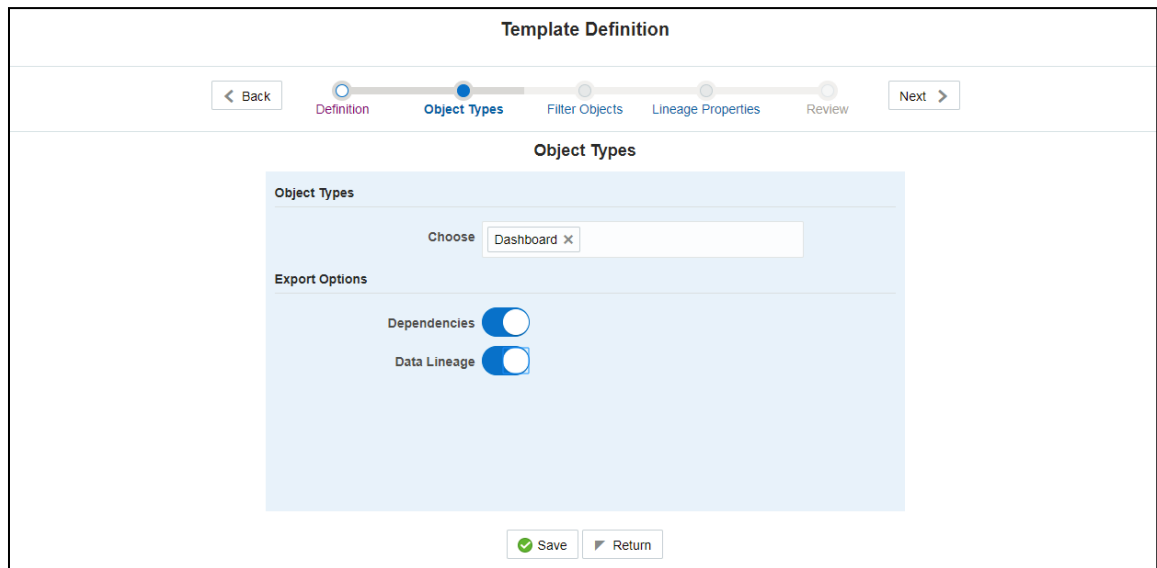 Template Definition
Back
Definition
Object Types
Filter Objects
Lineage Properties
Review
Next
Object Types
Object Types
Choose
Dashboard
Export Options
Dependencies
Data Lineage
Save
Return